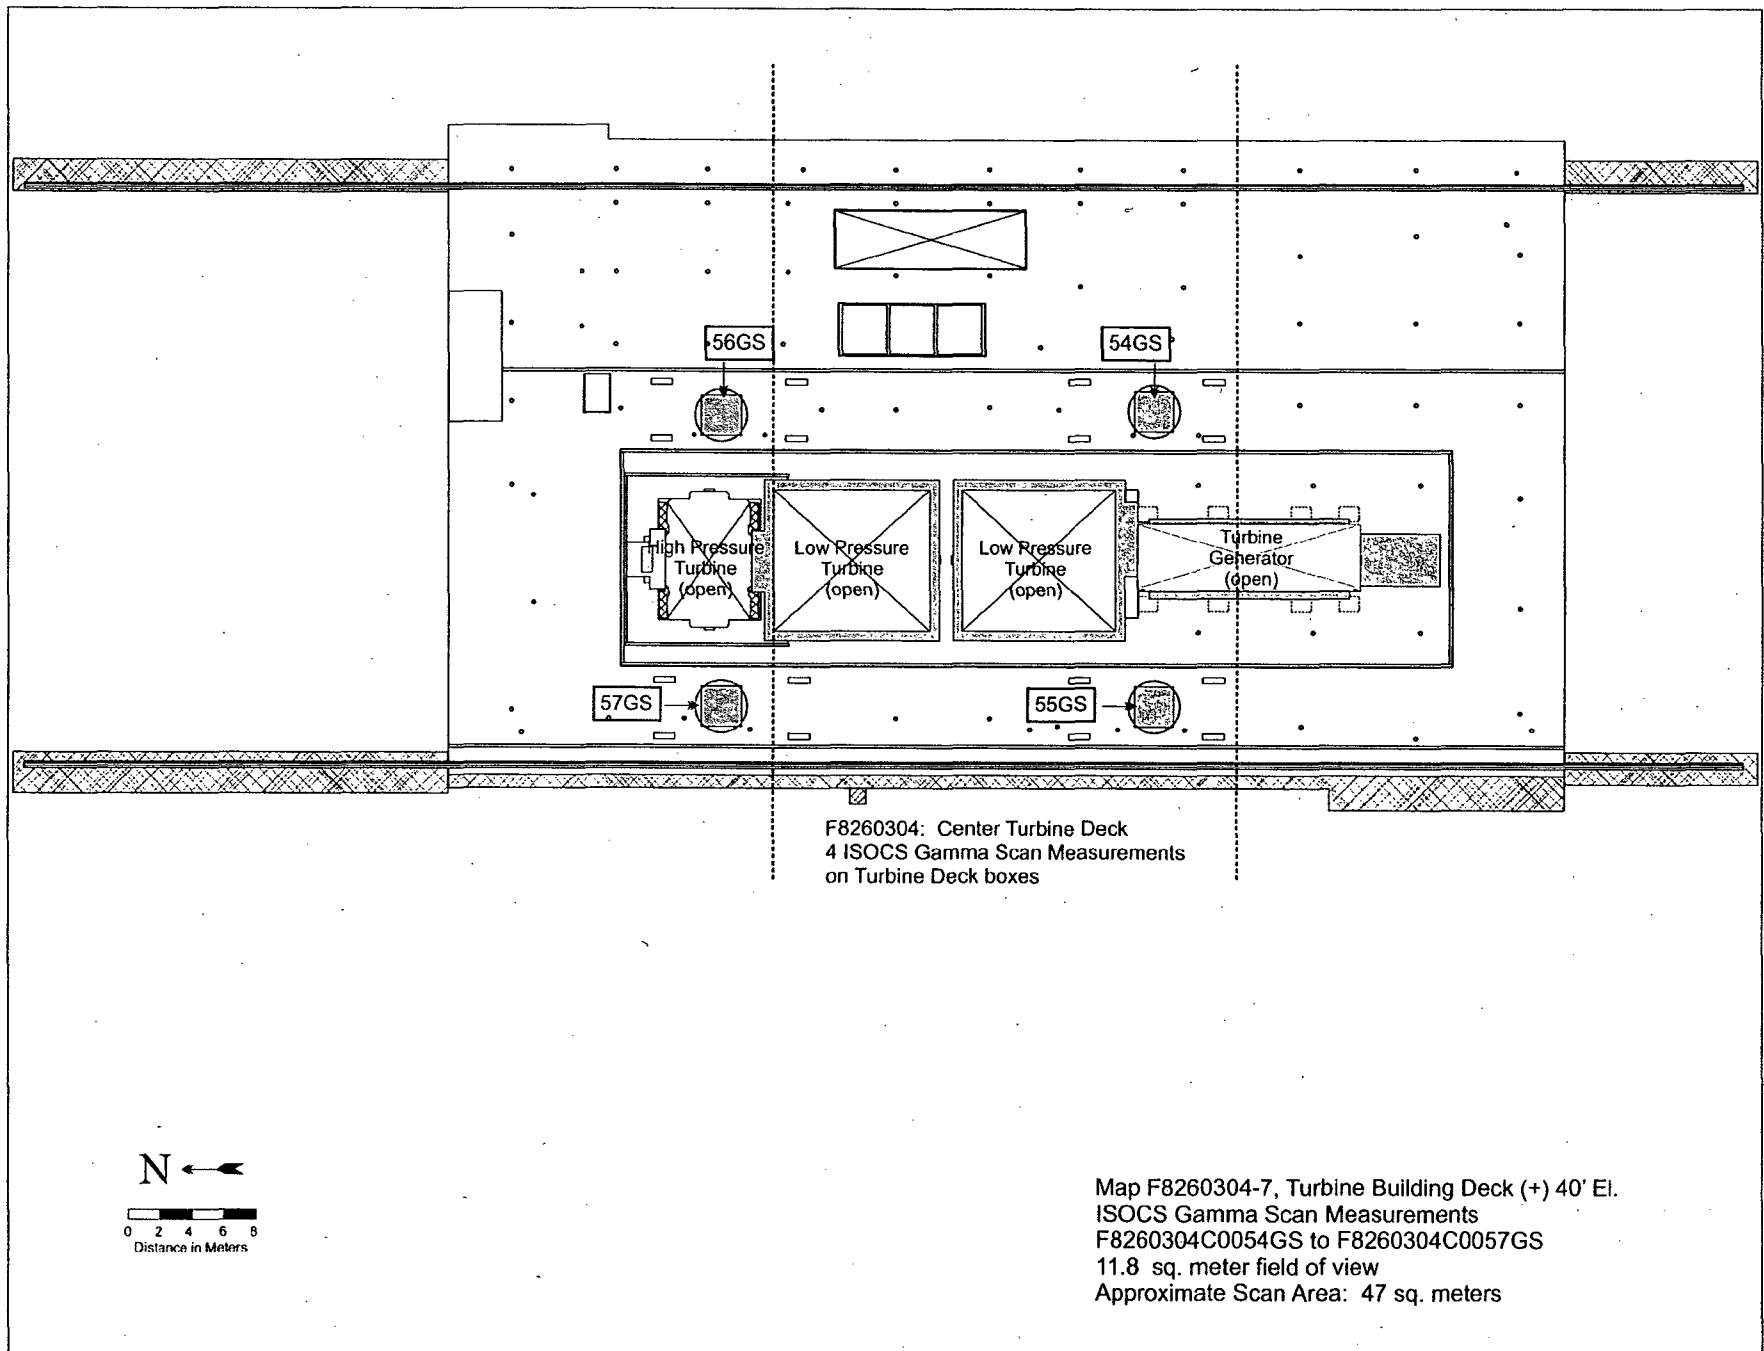 56GS
54GS
High Pressure
Turbine
(open)
Low Pressure
Turbine
(open)
Low Pressure
Turbine
(open)
Turbine
Generator
(open)
57GS
55GS
F8260304: Center Turbine Deck
4 ISOCS Gamma Scan Measurements
on Turbine Deck boxes
N
0 2 4 6 8
Distance in Meters
Map F8260304-7, Turbine Building Deck (+) 40' El.
ISOCS Gamma Scan Measurements
F8260304C0054GS to F8260304C0057GS
11.8 sq. meter field of view
Approximate Scan Area: 47 sq. meters